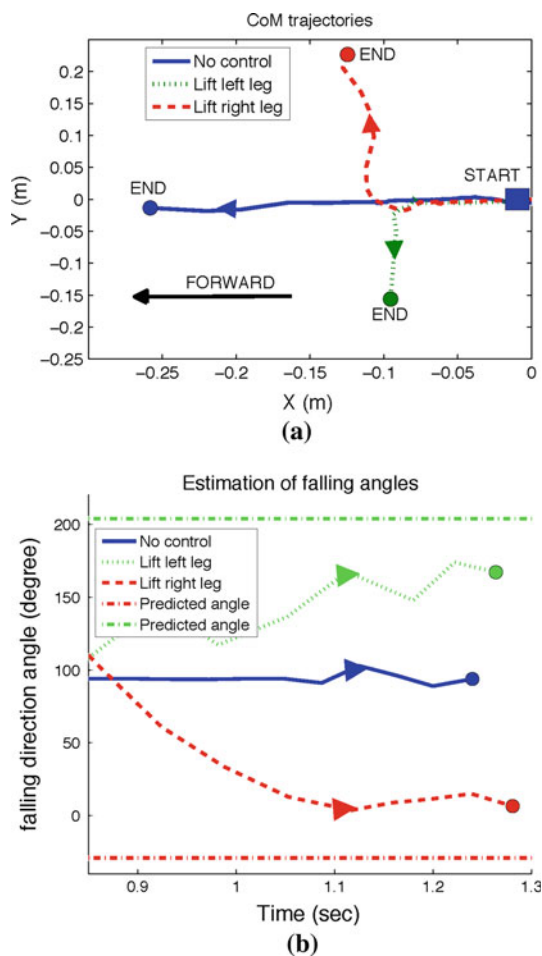 CoM trajectories
No control
Lift left leg
Lift right leg
END
START
END
FORWARD
END
Y (m)
0.2
0.15
0.1
0.05
0
−0.05
−0.1
−0.15
−0.2
−0.25
−0.25
−0.2
−0.15
−0.1
−0.05
0
X (m)
(a)
Estimation of falling angles
No control
Lift left leg
Lift right leg
Predicted angle
Predicted angle
falling direction angle (degree)
200
150
100
50
0
0.9
1
1.1
1.2
1.3
Time (sec)
(b)